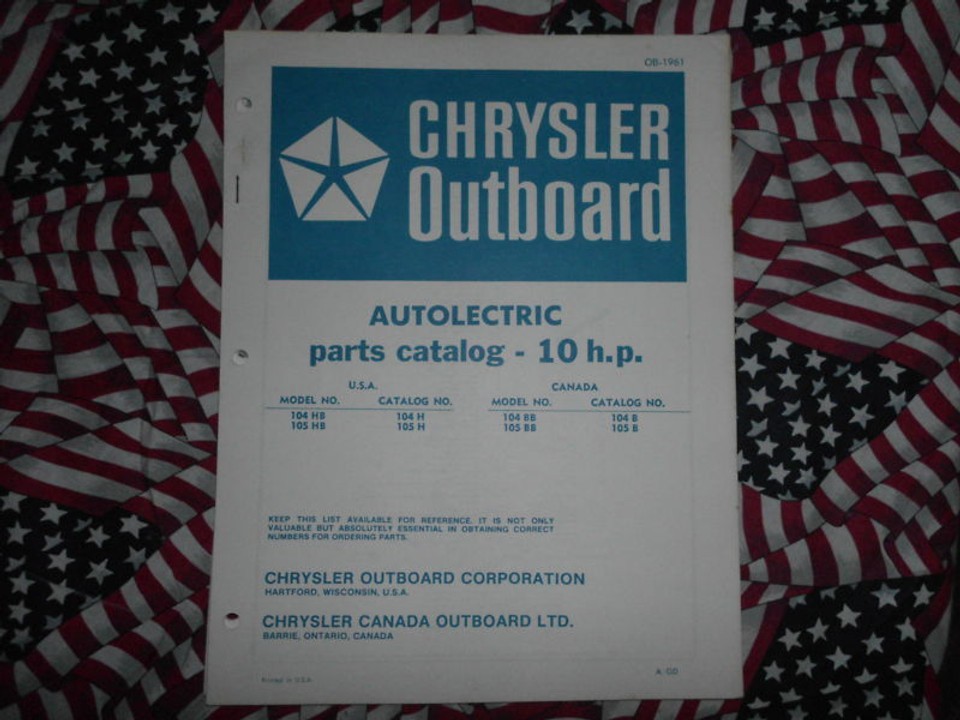 OB-1961
CHRYSLER
Outboard
AUTOLECTRIC
parts catalog - 10 h.p.
U.S.A. CANADA
MODEL NO. CATALOG NO. MODEL NO. CATALOG NO.
104 HB 104 H 104 BB 104 B
105 HB 105 H 105 BB 105 B
KEEP THIS LIST AVAILABLE FOR REFERENCE. IT IS NOT ONLY
VALUABLE BUT ABSOLUTELY ESSENTIAL IN OBTAINING CORRECT
NUMBERS FOR ORDERING PARTS.
CHRYSLER OUTBOARD CORPORATION
HARTFORD, WISCONSIN, U.S.A.
CHRYSLER CANADA OUTBOARD LTD.
BARRIE, ONTARIO, CANADA
Printed in U.S.A.